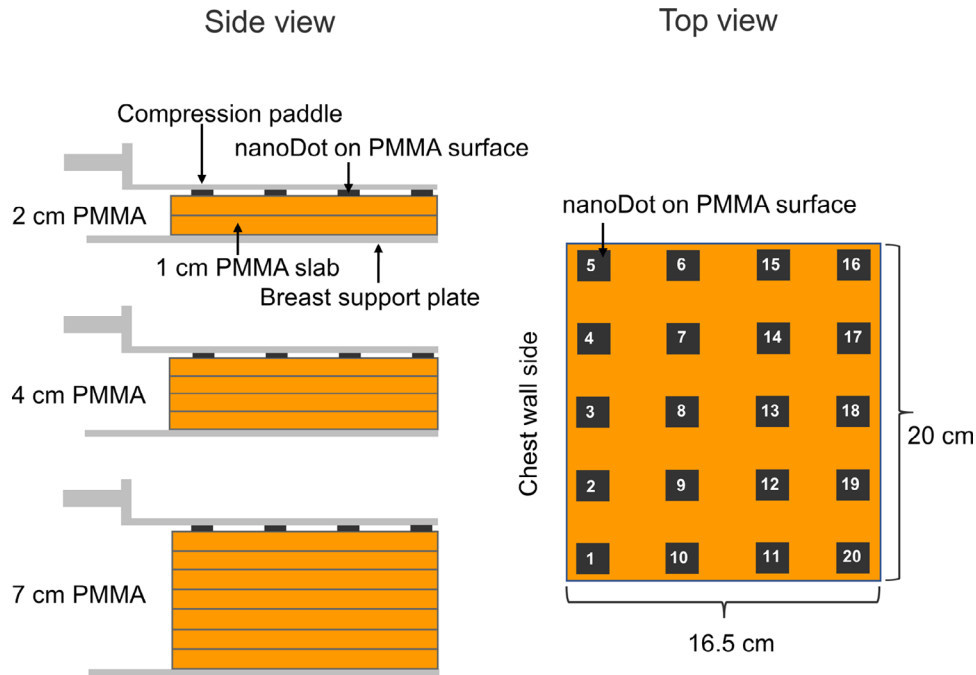 Side view
Top view
Compression paddle
nanoDot on PMMA surface
2 cm PMMA
1 cm PMMA slab
Breast support plate
4 cm PMMA
7 cm PMMA
nanoDot on PMMA surface
Chest wall side
5 6 15 16
4 7 14 17
3 8 13 18
2 9 12 19
1 10 11 20
20 cm
16.5 cm